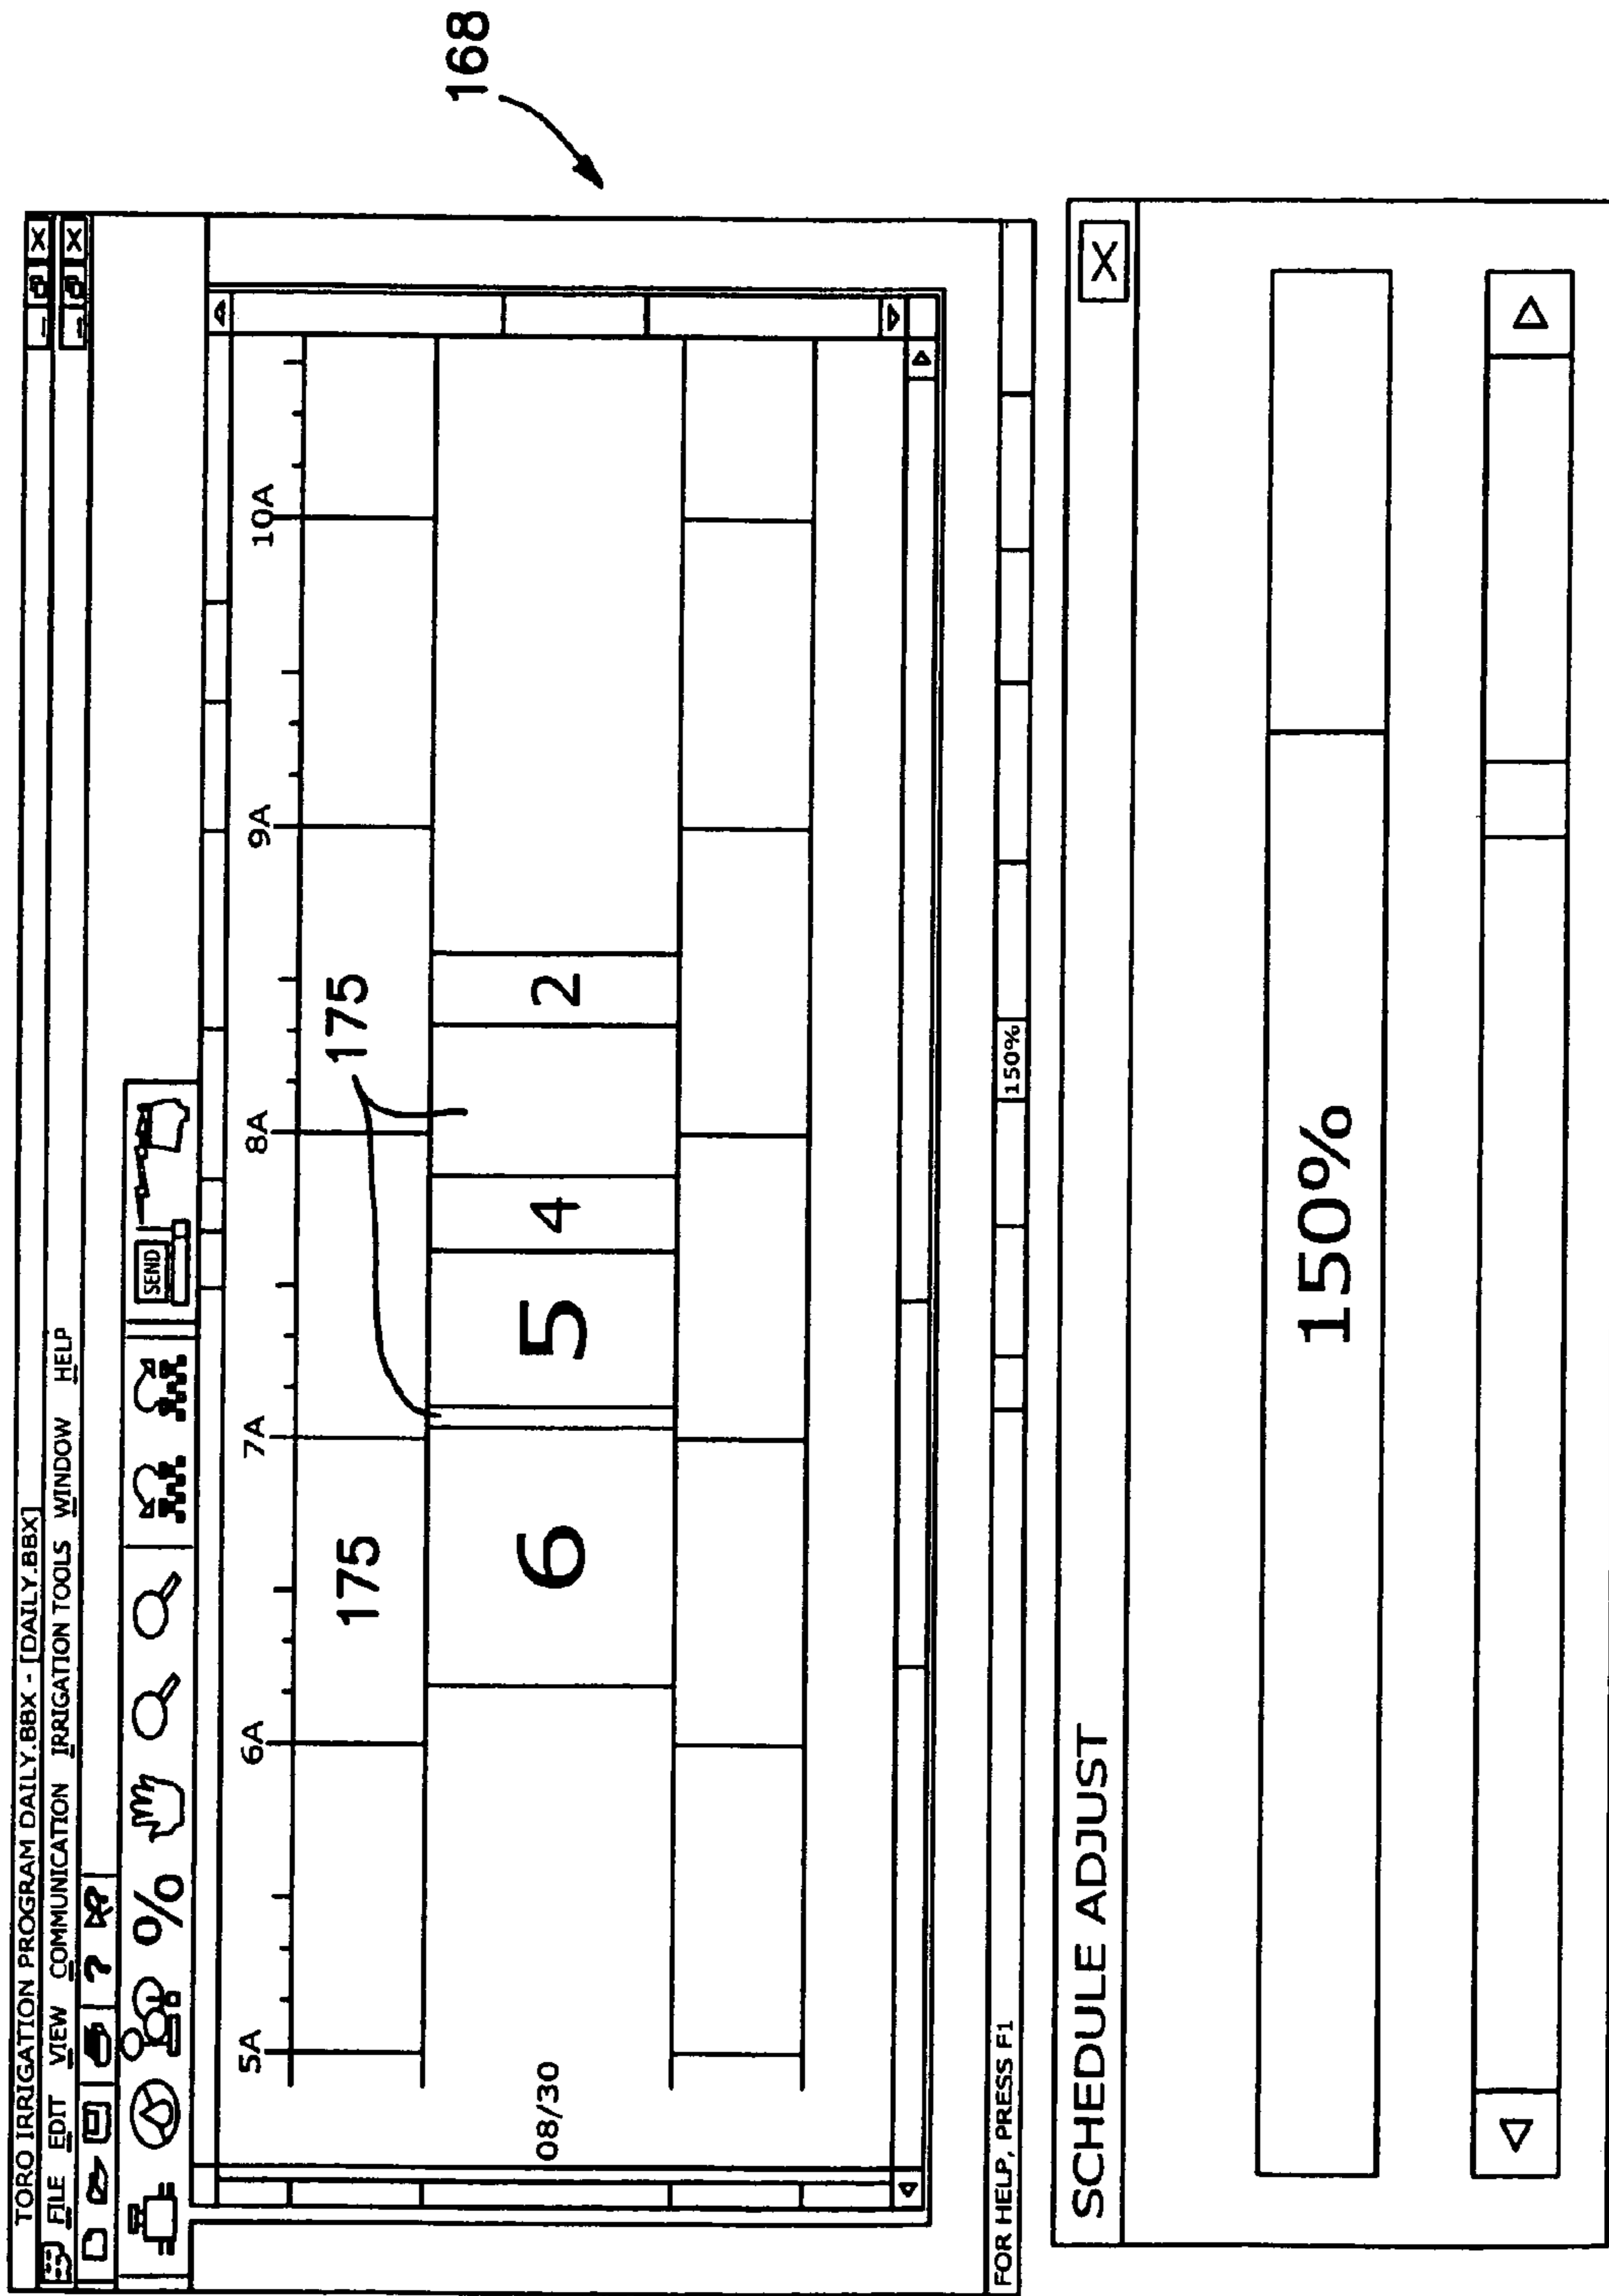 168
TORO IRRIGATION PROGRAM DAILY.BBX - [DAILY.BBX]
FILE EDIT VIEW COMMUNICATION IRRIGATION TOOLS WINDOW HELP
? ?
% SEND
5A 6A 7A 8A 9A 10A
175 175
08/30 6 5 4 2
FOR HELP, PRESS F1 150%
SCHEDULE ADJUST X
150%